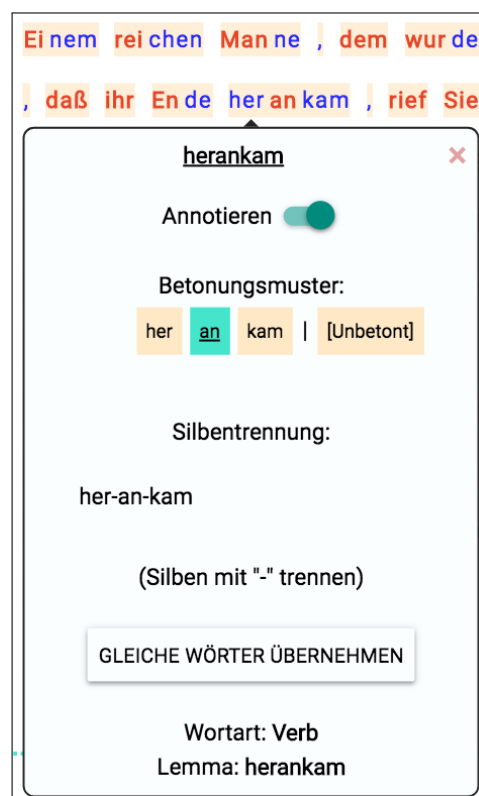 Ei nem rei chen Man ne , dem wur de
, daß ihr En de her an kam , rief Sie
herankam ×
Annotieren
Betonungsmuster:
her an kam | [Unbetont]
Silbentrennung:
her-an-kam
(Silben mit "-" trennen)
GLEICHE WÖRTER ÜBERNEHMEN
Wortart: Verb
Lemma: herankam